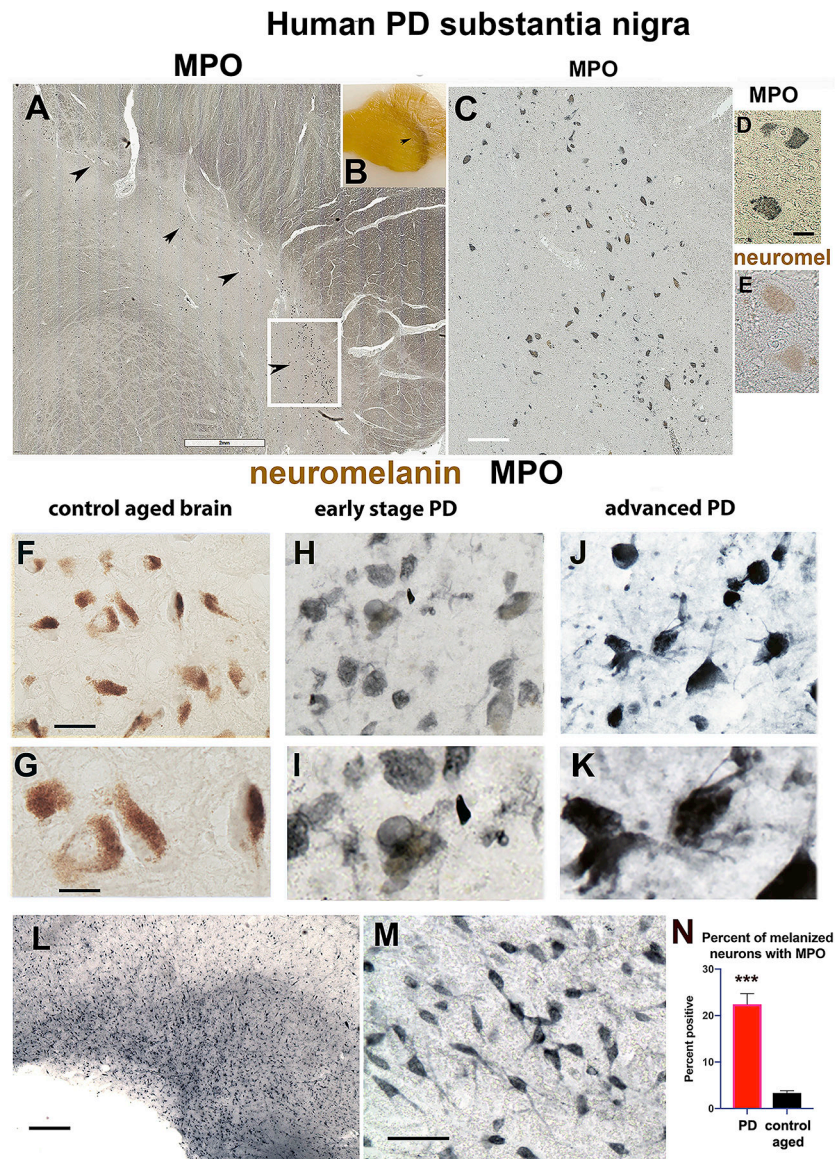 Human PD substantia nigra
MPO
MPO
A
B
C
MPO
D
neuromel
E
2mm
neuromelanin MPO
control aged brain
early stage PD
advanced PD
F
H
J
G
I
K
L
M
N
Percent of melanized
neurons with MPO
***
30
20
10
0
Percent positive
PD
control
aged